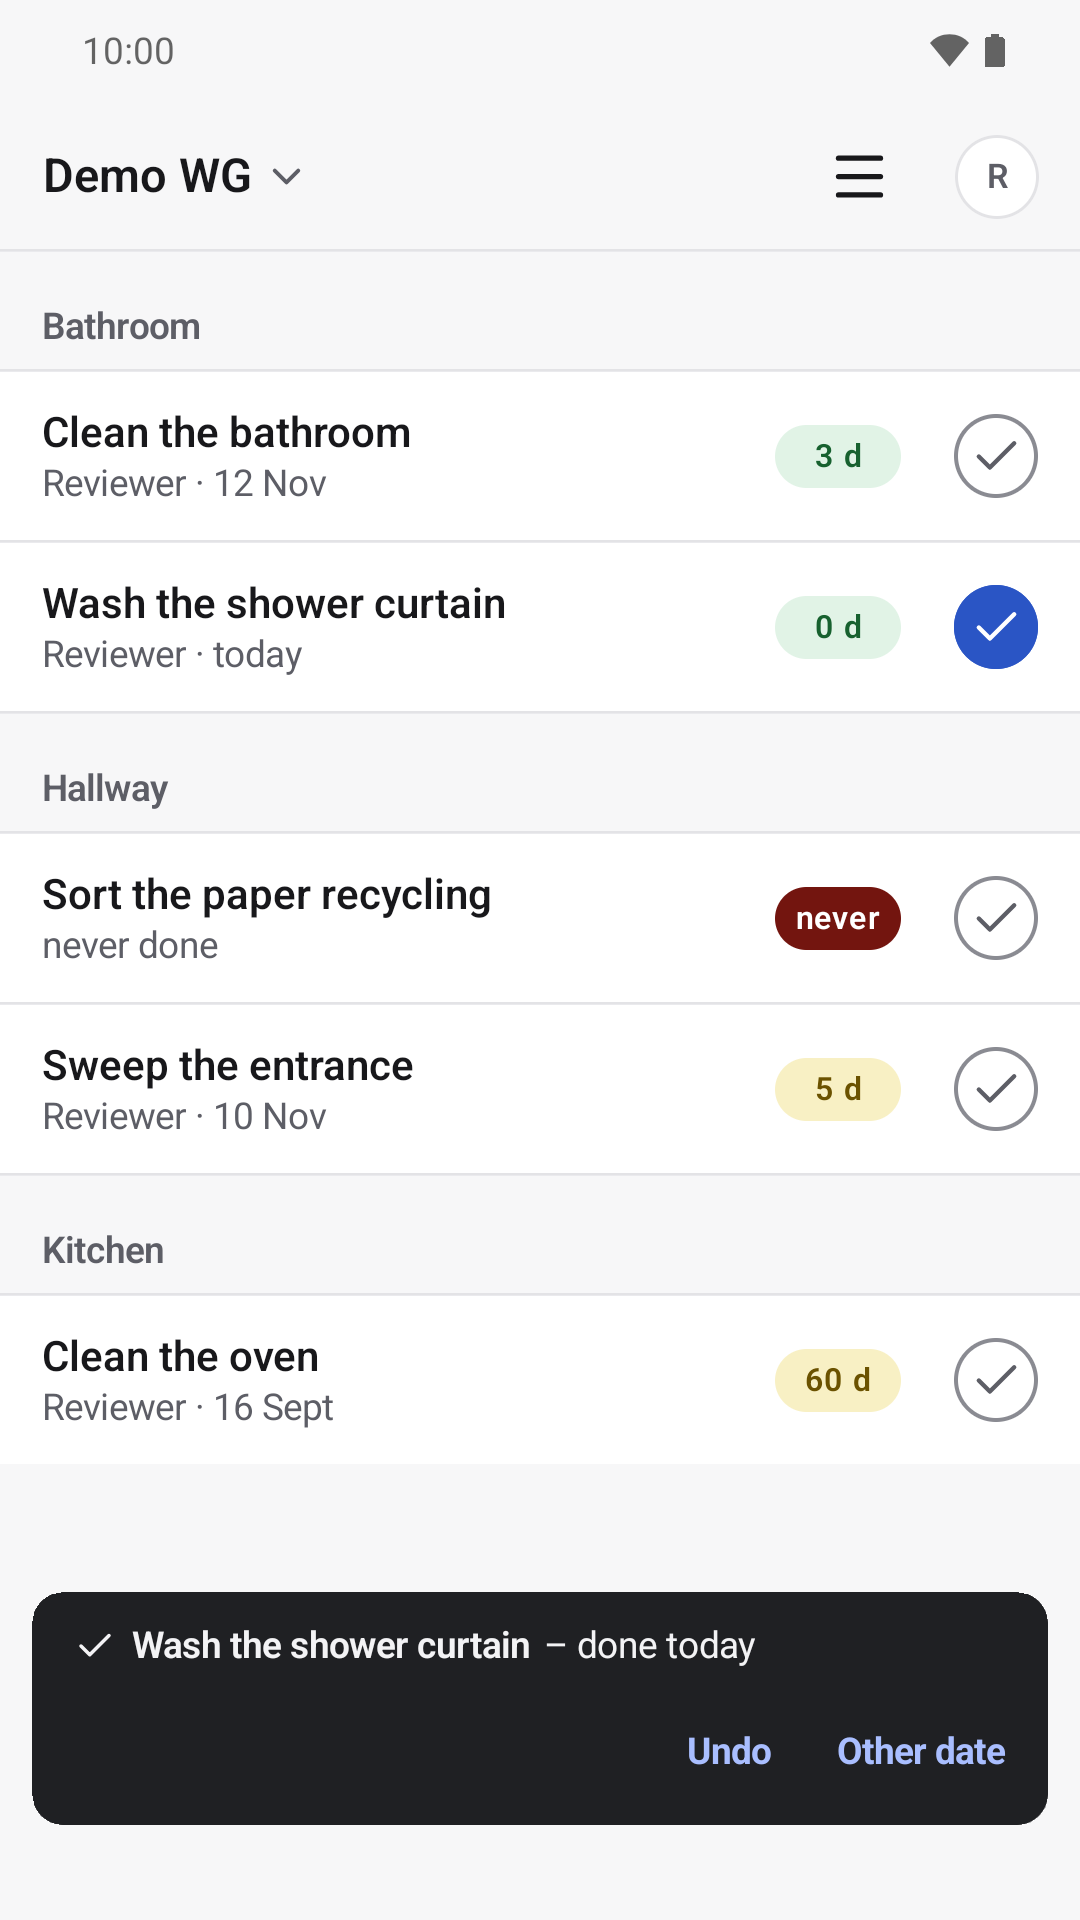 10:00
Demo WG
R
Bathroom
Clean the bathroom
Reviewer · 12 Nov
3 d
Wash the shower curtain
Reviewer · today
0 d
Hallway
Sort the paper recycling
never done
never
Sweep the entrance
Reviewer · 10 Nov
5 d
Kitchen
Clean the oven
Reviewer · 16 Sept
60 d
Wash the shower curtain – done today
Undo Other date